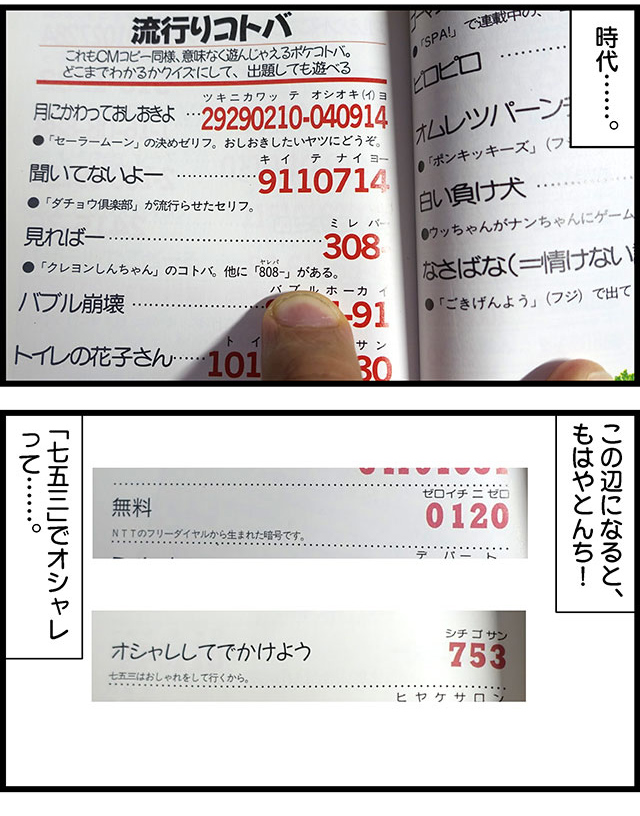 時代……。
流行りコトバ
これもCMコピー同様、意味なく遊んじゃえるポケコトバ。
どこまでわかるかクイズにして、出題しても遊べる
ツキニカワッ テ オシオキ(イ)ヨ
月にかわっておしおきよ…29290210-040914
●「セーラームーン」の決めゼリフ。おしおきしたいヤツにどうぞ。
キ イ テ ナイ ヨー
聞いてないよー……………9110714
●「ダチョウ倶楽部」が流行らせたセリフ。
ミ レ バー
見ればー……………308-
ヤレバ
●「クレヨンしんちゃん」のコトバ。他に「808-」がある。
バ ブ ル ホーカ イ
バブル崩壊……………-91
ト イ サン
トイレの花子さん……101 30
●「SPA!」で連載中の、
ピロピロ……
オムレツパーン
●「ポンキッキーズ」(フ
白い負け犬……
●ウッちゃんがナンちゃんにゲーム
なさばな(=情けない
●「ごきげんよう」(フジ)で出て
この辺になると、
もはやとんち!
無料
ゼロイチ ニ ゼロ
0120
NTTのフリーダイヤルから生まれた暗号です。
デ パ ー ト
オシャレしてでかけよう
シチ ゴ サン
753
七五三はおしゃれをして行くから。
ヒ ヤ ケ サ ロ ン
「七五三」でオシャレ
って……。